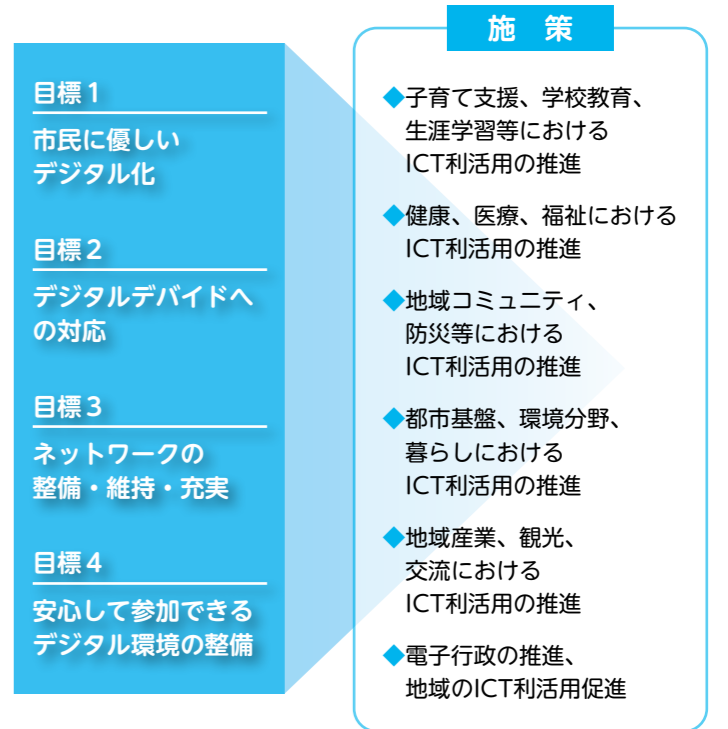 目標1
市民に優しい
デジタル化
目標2
デジタルデバイドへ
の対応
目標3
ネットワークの
整備・維持・充実
目標4
安心して参加できる
デジタル環境の整備
施 策
◆子育て支援、学校教育、
生涯学習等における
ICT利活用の推進
◆健康、医療、福祉における
ICT利活用の推進
◆地域コミュニティ、
防災等における
ICT利活用の推進
◆都市基盤、環境分野、
暮らしにおける
ICT利活用の推進
◆地域産業、観光、
交流における
ICT利活用の推進
◆電子行政の推進、
地域のICT利活用促進